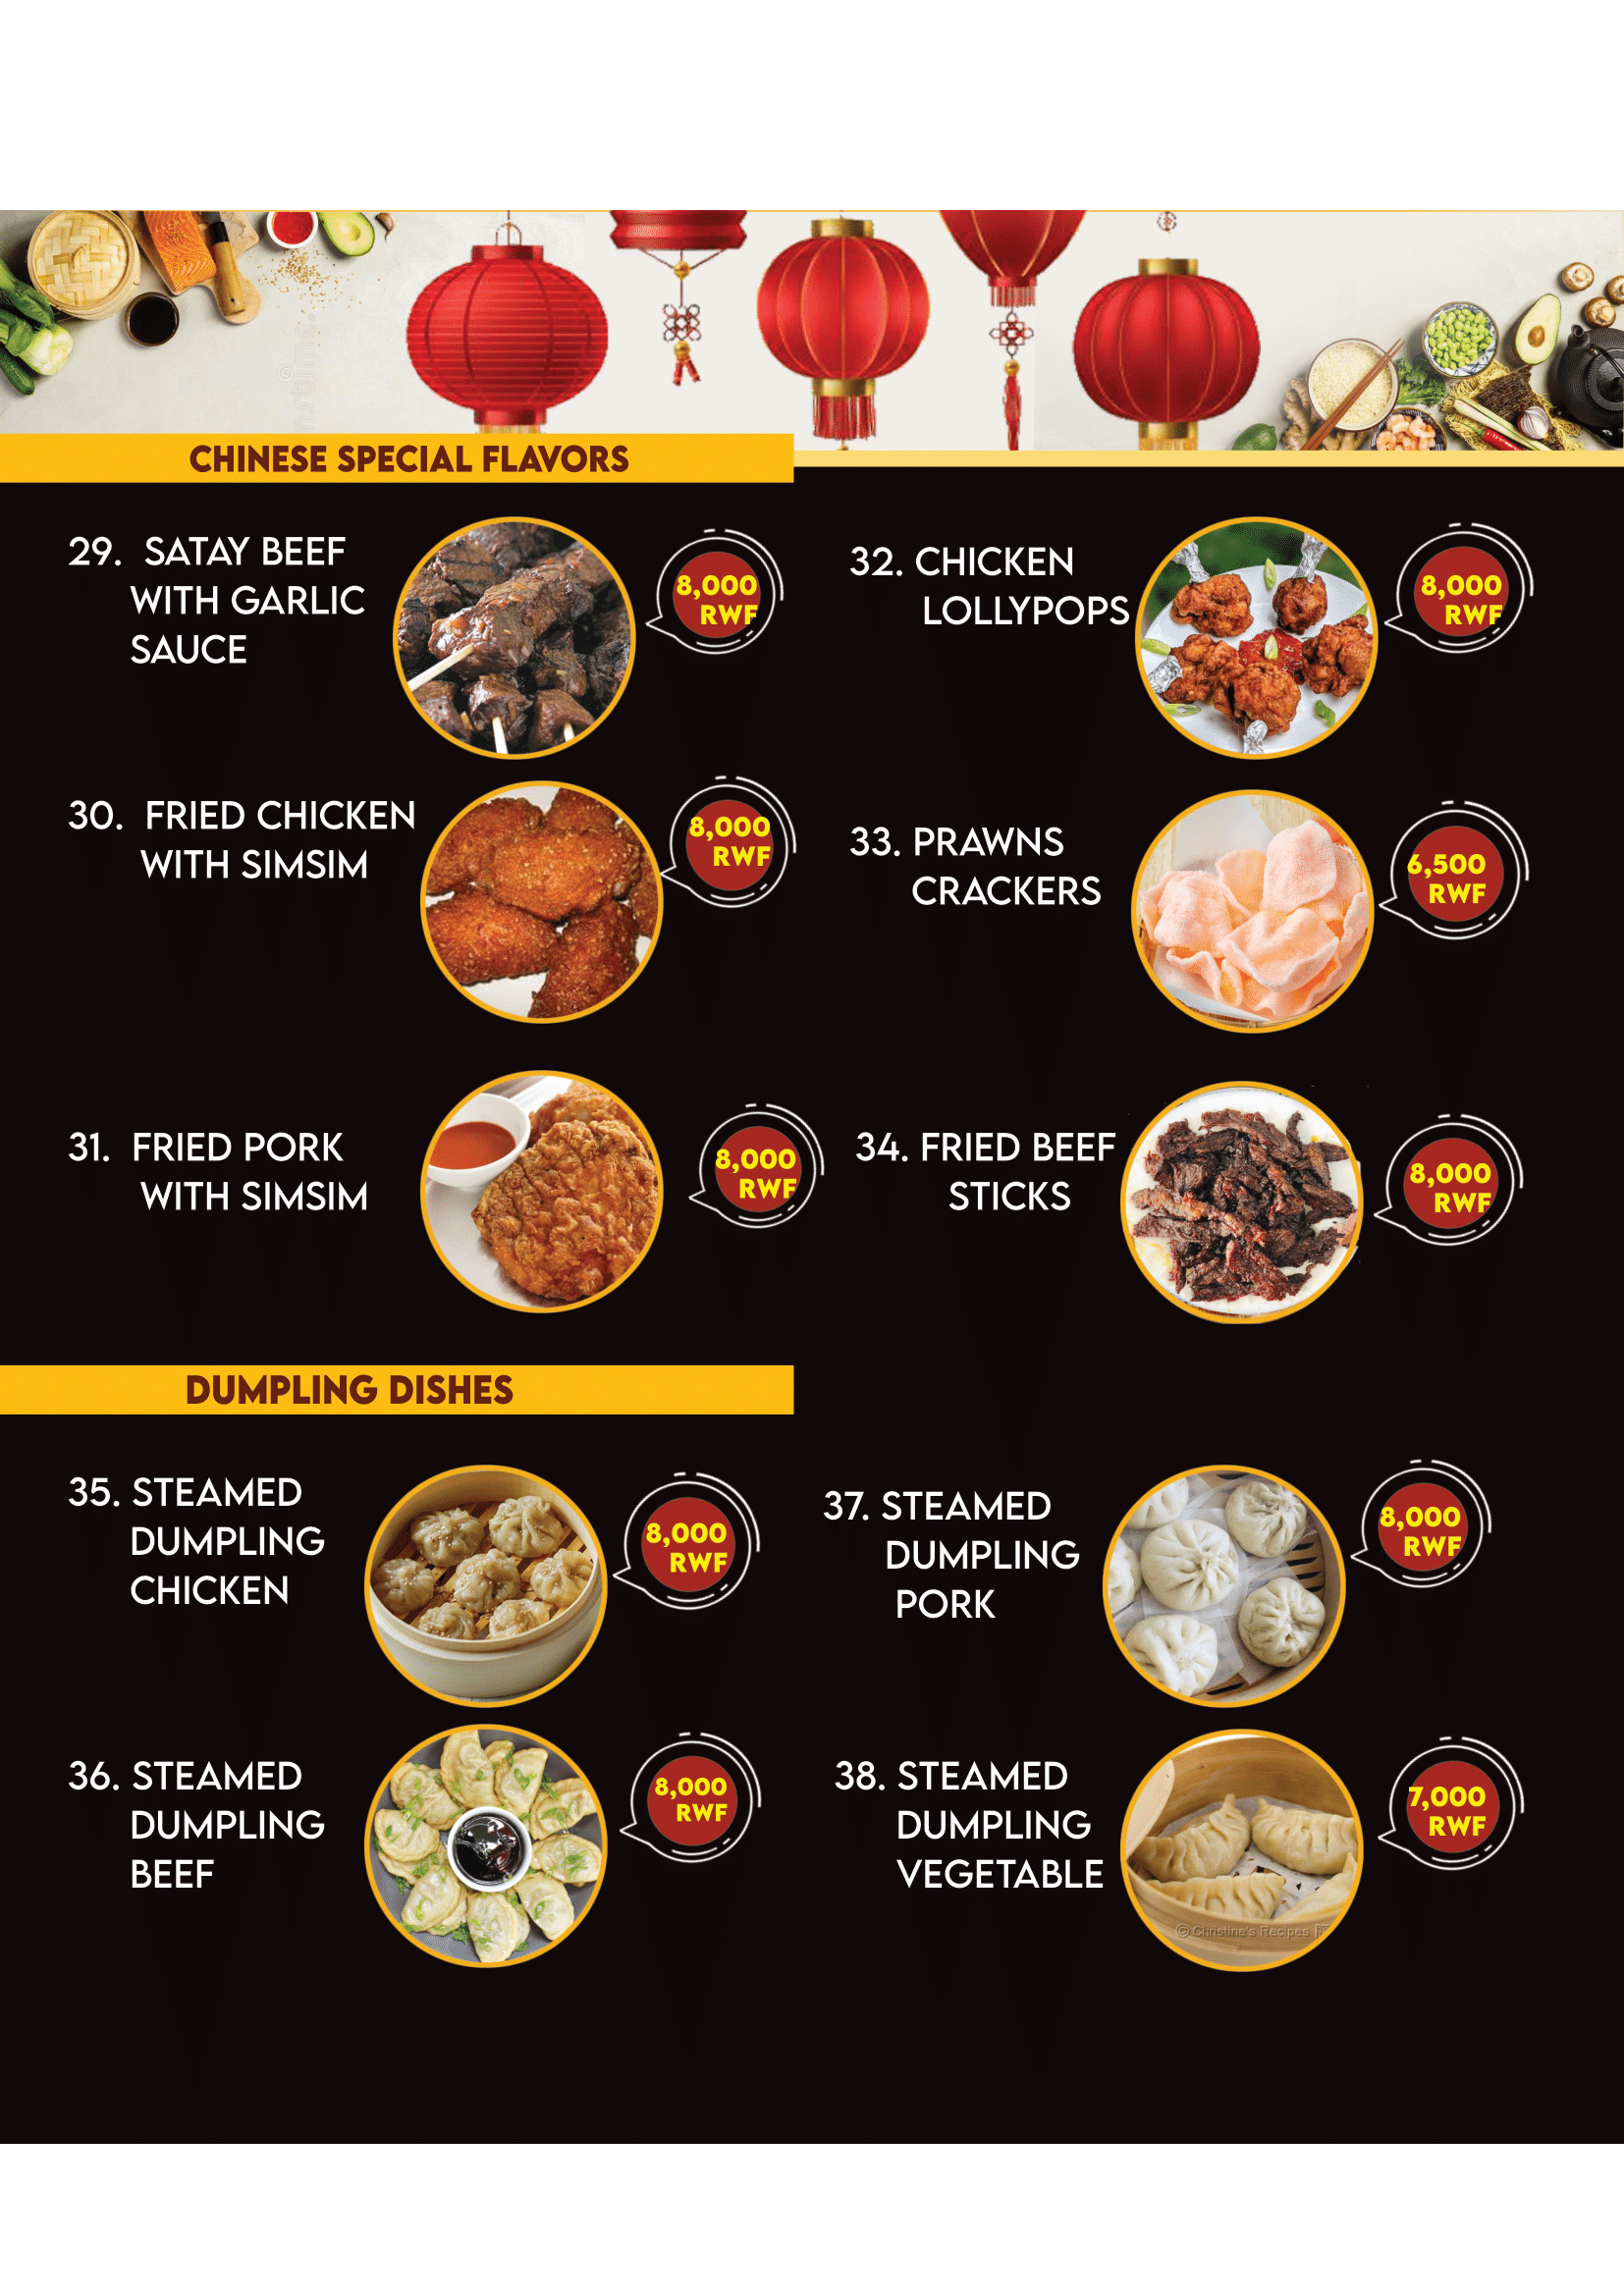 CHINESE SPECIAL FLAVORS
29. SATAY BEEF
WITH GARLIC
SAUCE
8,000
RWF
30. FRIED CHICKEN
WITH SIMSIM
8,000
RWF
31. FRIED PORK
WITH SIMSIM
8,000
RWF
32. CHICKEN
LOLLYPOPS
8,000
RWF
33. PRAWNS
CRACKERS
6,500
RWF
34. FRIED BEEF
STICKS
8,000
RWF
DUMPLING DISHES
35. STEAMED
DUMPLING
CHICKEN
8,000
RWF
36. STEAMED
DUMPLING
BEEF
8,000
RWF
37. STEAMED
DUMPLING
PORK
8,000
RWF
38. STEAMED
DUMPLING
VEGETABLE
7,000
RWF
© Christine's Recipes